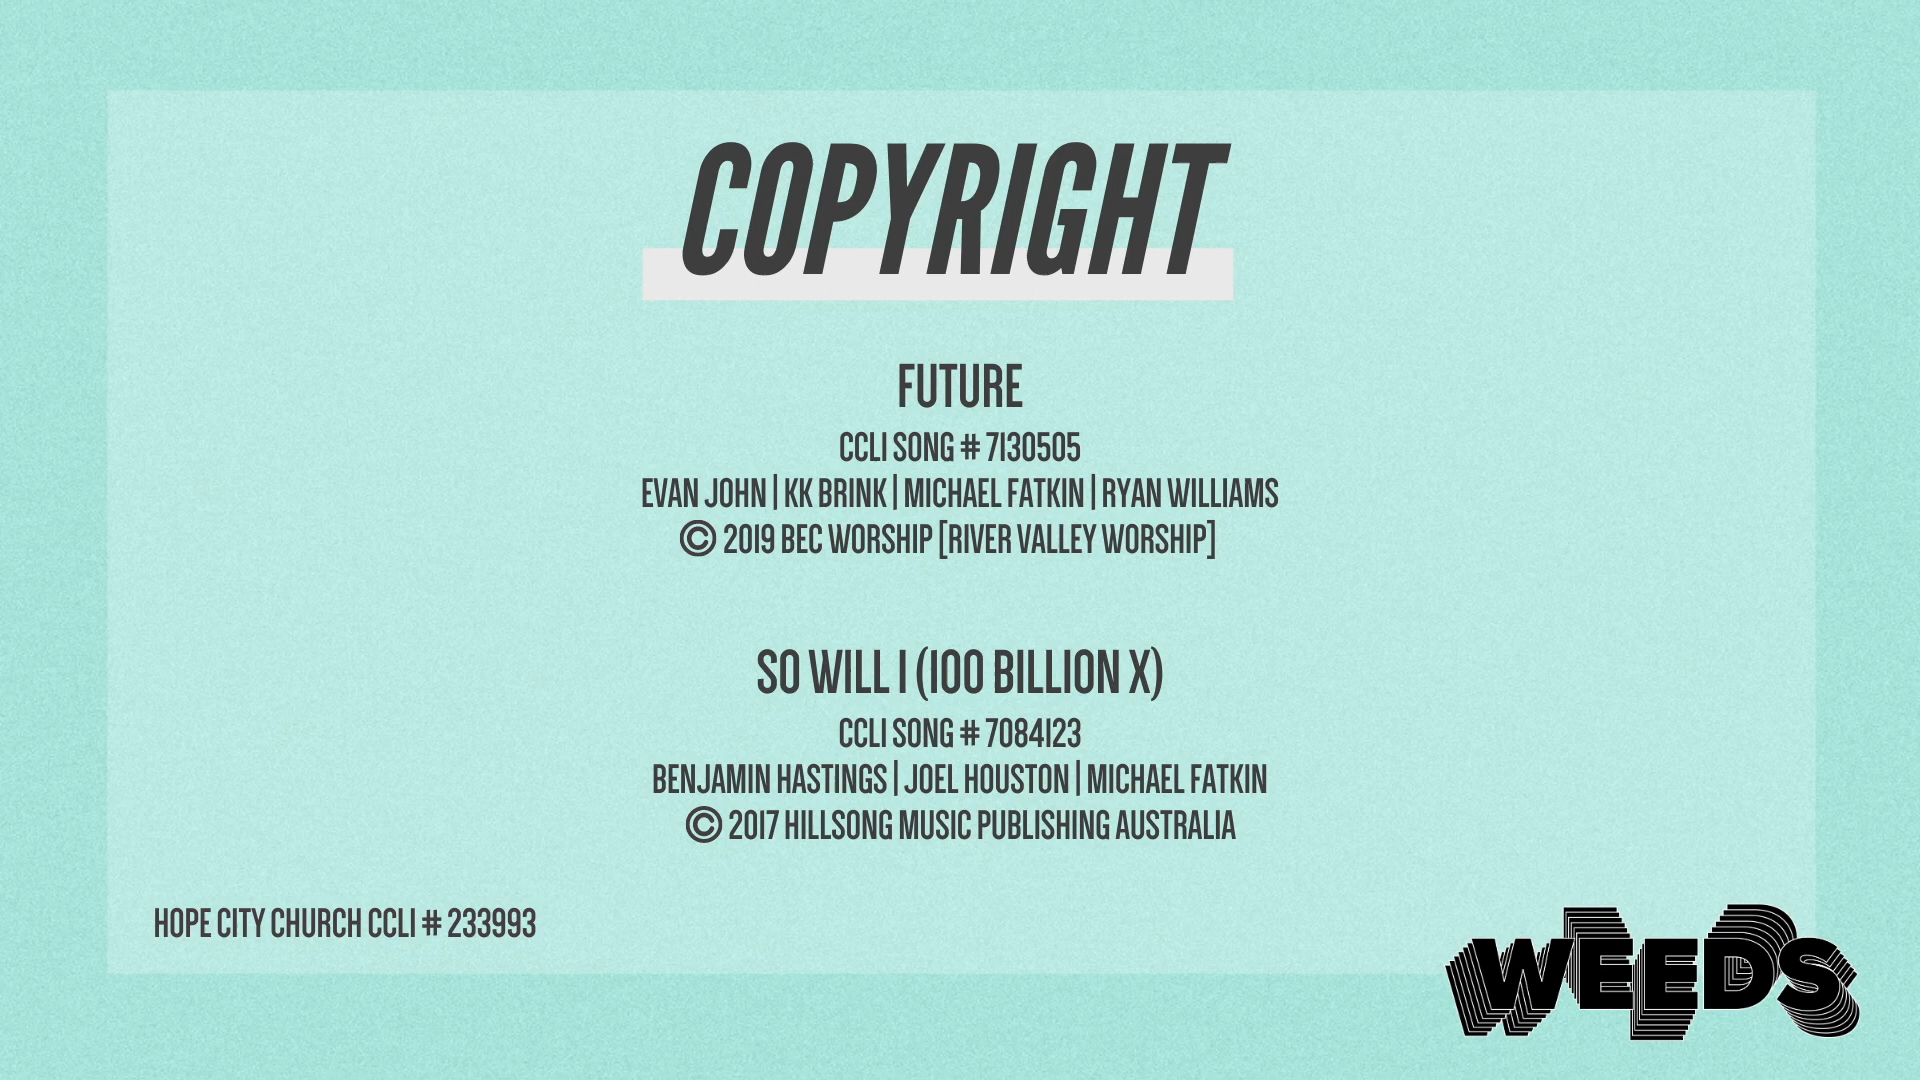 COPYRIGHT
FUTURE
CCLI SONG # 7130505
EVAN JOHN | KK BRINK | MICHAEL FATKIN | RYAN WILLIAMS
© 2019 BEC WORSHIP [RIVER VALLEY WORSHIP]
SO WILL I (100 BILLION X)
CCLI SONG # 7084123
BENJAMIN HASTINGS | JOEL HOUSTON | MICHAEL FATKIN
© 2017 HILLSONG MUSIC PUBLISHING AUSTRALIA
HOPE CITY CHURCH CCLI # 233993
WEEDS